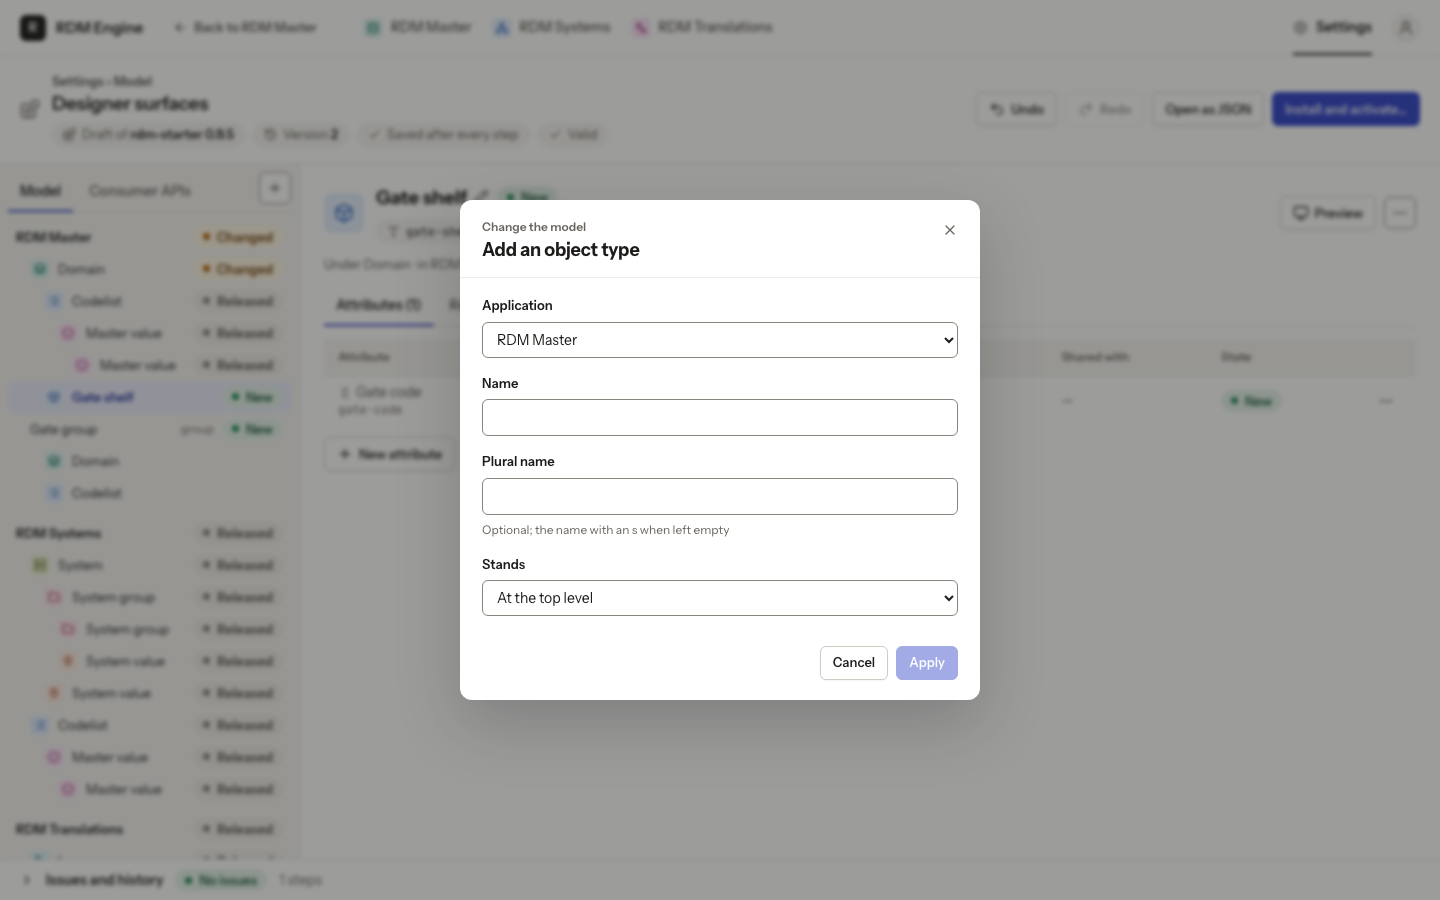 RDM Engine
Back to RDM Master
RDM Master
RDM Systems
RDM Translations
Settings
Settings › Model
Designer surfaces
Draft of rdm-starter 0.9.5
Version 2
Saved after every step
Valid
Undo
Redo
Open as JSON
Install and activate...
Model
Consumer APIs
RDM Master
Changed
Domain
Changed
Codelist
Released
Master value
Released
Master value
Released
Gate shelf
New
Gate group
group
New
Domain
Codelist
RDM Systems
Released
System
Released
System group
Released
System group
Released
System value
Released
System value
Released
Codelist
Released
Master value
Released
Master value
Released
RDM Translations
Released
Gate shelf
New
Preview
Under Domain · in RDM
Attributes (1)
Attribute
Shared with
State
Gate code
gate-code
New
New attribute
Change the model
Add an object type
Application
RDM Master
Name
Plural name
Optional; the name with an s when left empty
Stands
At the top level
Cancel
Apply
Issues and history
No issues